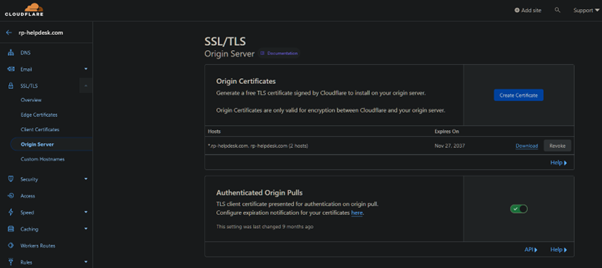 CLOUDFLARE
Add site
Support
rp-helpdesk.com
DNS
Email
SSL/TLS
Overview
Edge Certificates
Client Certificates
Origin Server
Custom Hostnames
Security
Access
Speed
Caching
Workers Routes
Rules
SSL/TLS
Origin Server
Documentation
Origin Certificates
Generate a free TLS certificate signed by Cloudflare to install on your origin server.
Origin Certificates are only valid for encryption between Cloudflare and your origin server.
Create Certificate
Hosts
Expires On
*.rp-helpdesk.com, rp-helpdesk.com (2 hosts)
Nov 27, 2037
Download
Revoke
Help
Authenticated Origin Pulls
TLS client certificate presented for authentication on origin pull.
Configure expiration notification for your certificates here.
This setting was last changed 9 months ago
API
Help